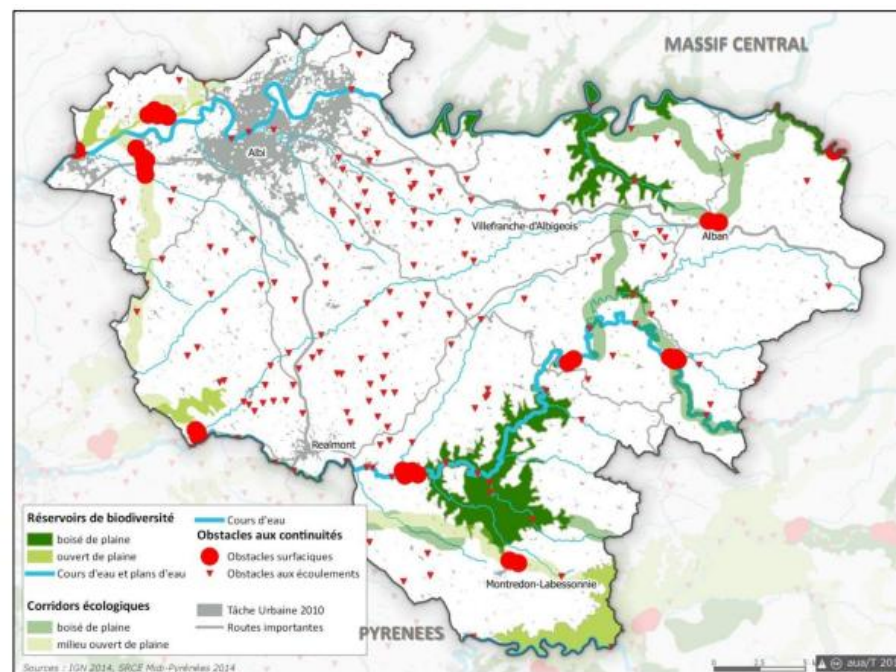 MASSIF CENTRAL
Albi
Villefranche-d'Albigeois
Alban
Réalmont
Montredon-Labessonnie
PYRENEES
Réservoirs de biodiversité
boisé de plaine
ouvert de plaine
Cours d'eau et plans d'eau
Corridors écologiques
boisé de plaine
milieu ouvert de plaine
Cours d'eau
Obstacles aux continuités
Obstacles surfaciques
Obstacles aux écoulements
Tâche Urbaine 2010
Routes importantes
Sources : IGN 2014, SRCE Midi-Pyrénées 2014